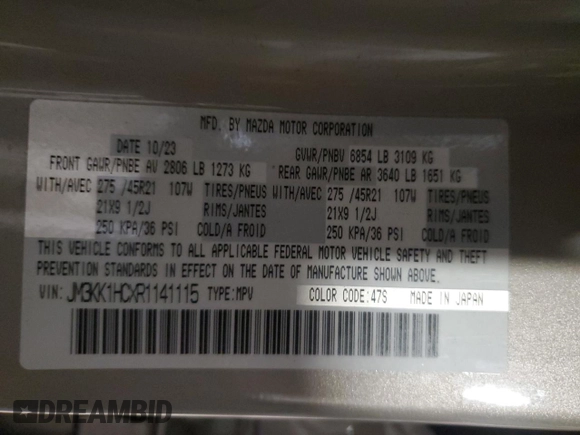 MFD. BY MAZDA MOTOR CORPORATION
DATE 10/23 GVWR/PNBV 6854 LB 3109 KG
FRONT GAWR/PNBE AV 2806 LB 1273 KG REAR GAWR/PNBE AR 3640 LB 1651 KG
WITH/AVEC 275 /45R21 107W TIRES/PNEUS WITH/AVEC 275 /45R21 107W TIRES/PNEUS
21X9 1/2J RIMS/JANTES 21X9 1/2J RIMS/JANTES
250 KPA/36 PSI COLD/A FROID 250 KPA/36 PSI COLD/A FROID
THIS VEHICLE CONFORMS TO ALL APPLICABLE FEDERAL MOTOR VEHICLE SAFETY AND THEFT
PREVENTION STANDARDS IN EFFECT ON THE DATE OF MANUFACTURE SHOWN ABOVE.
VIN: JM3KK1HCXR1141115 TYPE:MPV COLOR CODE:47S MADE IN JAPAN
DREAMBID